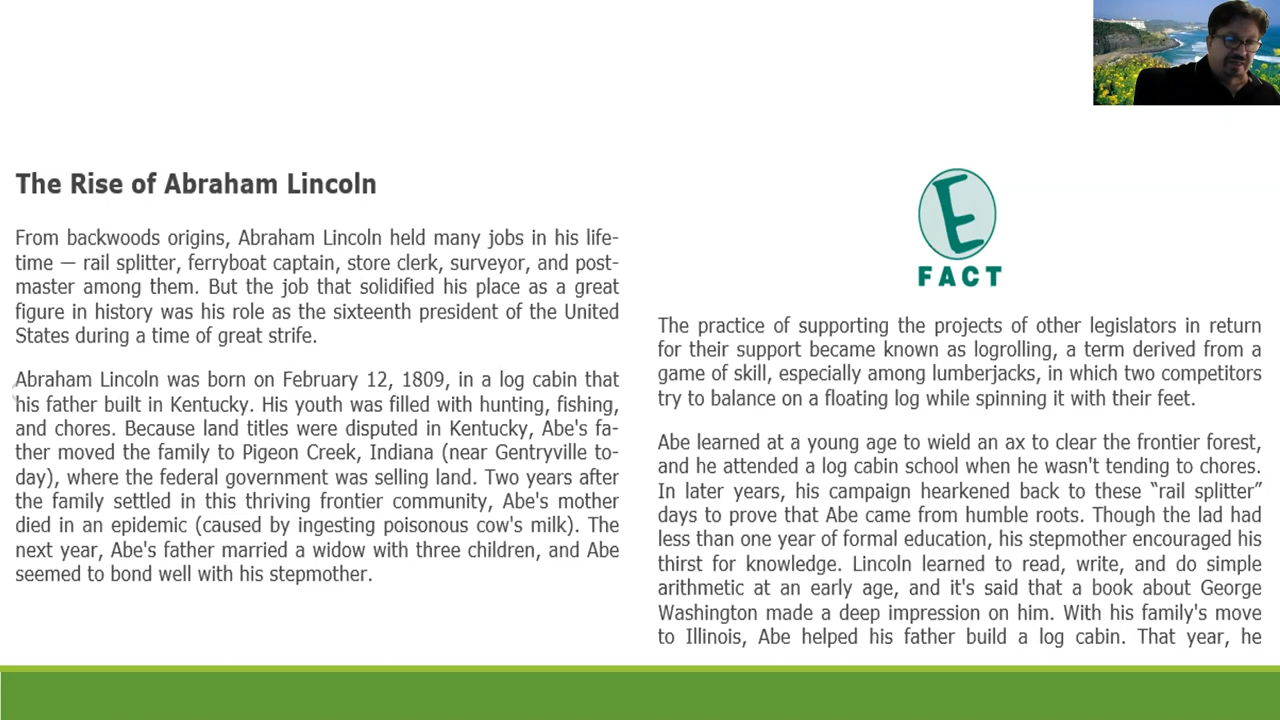 The Rise of Abraham Lincoln
From backwoods origins, Abraham Lincoln held many jobs in his life-
time — rail splitter, ferryboat captain, store clerk, surveyor, and post-
master among them. But the job that solidified his place as a great
figure in history was his role as the sixteenth president of the United
States during a time of great strife.
Abraham Lincoln was born on February 12, 1809, in a log cabin that
his father built in Kentucky. His youth was filled with hunting, fishing,
and chores. Because land titles were disputed in Kentucky, Abe's fa-
ther moved the family to Pigeon Creek, Indiana (near Gentryville to-
day), where the federal government was selling land. Two years after
the family settled in this thriving frontier community, Abe's mother
died in an epidemic (caused by ingesting poisonous cow's milk). The
next year, Abe's father married a widow with three children, and Abe
seemed to bond well with his stepmother.
E
FACT
The practice of supporting the projects of other legislators in return
for their support became known as logrolling, a term derived from a
game of skill, especially among lumberjacks, in which two competitors
try to balance on a floating log while spinning it with their feet.
Abe learned at a young age to wield an ax to clear the frontier forest,
and he attended a log cabin school when he wasn't tending to chores.
In later years, his campaign hearkened back to these “rail splitter”
days to prove that Abe came from humble roots. Though the lad had
less than one year of formal education, his stepmother encouraged his
thirst for knowledge. Lincoln learned to read, write, and do simple
arithmetic at an early age, and it's said that a book about George
Washington made a deep impression on him. With his family's move
to Illinois, Abe helped his father build a log cabin. That year, he